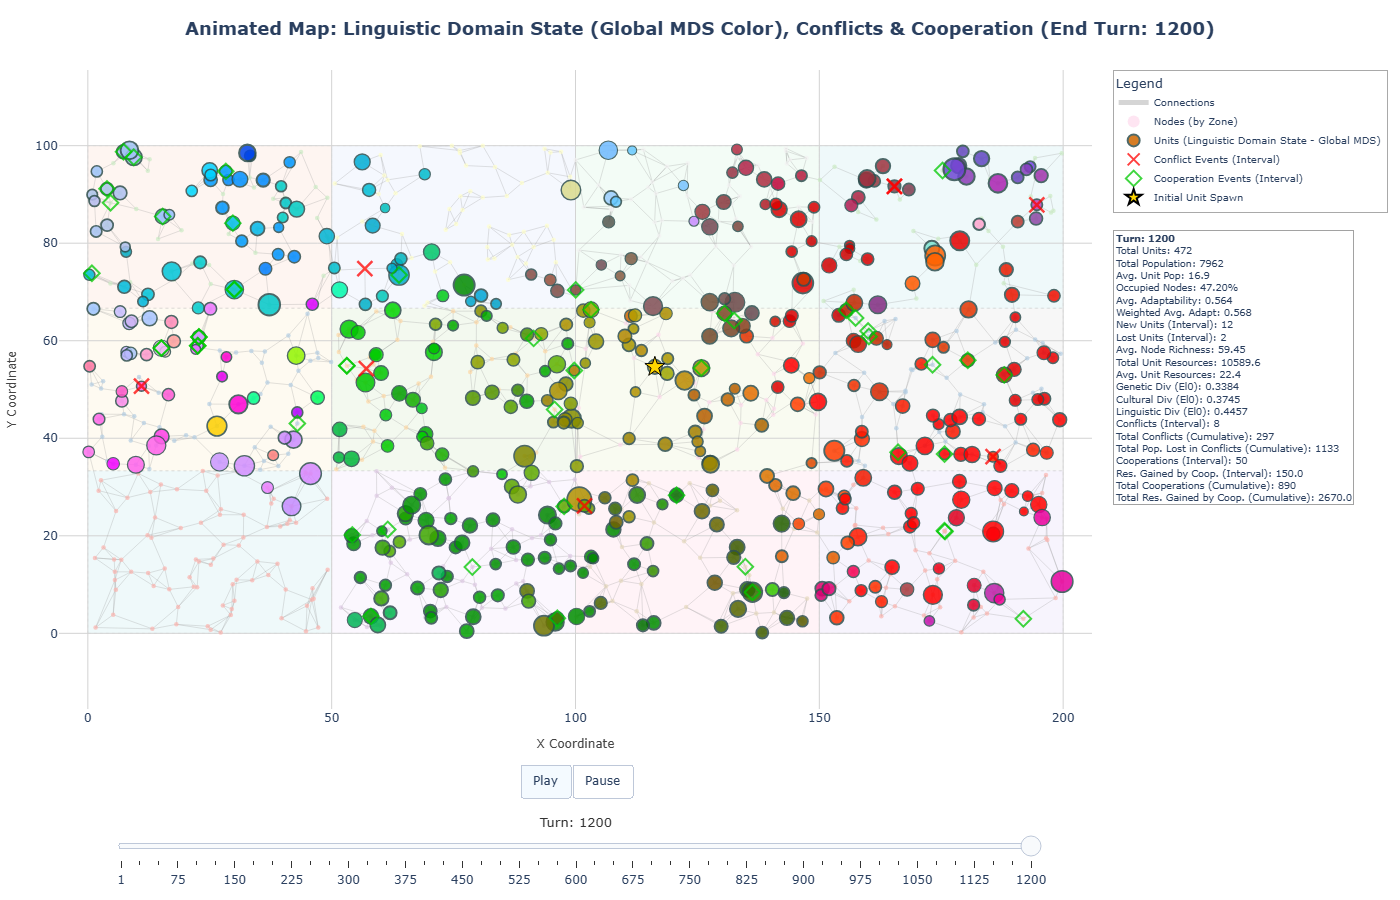 Animated Map: Linguistic Domain State (Global MDS Color), Conflicts & Cooperation (End Turn: 1200)
Legend
Connections
Nodes (by Zone)
Units (Linguistic Domain State - Global MDS)
Conflict Events (Interval)
Cooperation Events (Interval)
Initial Unit Spawn
Turn: 1200
Total Units: 472
Total Population: 7962
Avg. Unit Pop: 16.9
Occupied Nodes: 47.20%
Avg. Adaptability: 0.564
Weighted Avg. Adapt: 0.568
New Units (Interval): 12
Lost Units (Interval): 2
Avg. Node Richness: 59.45
Total Unit Resources: 10589.6
Avg. Unit Resources: 22.4
Genetic Div (El0): 0.3384
Cultural Div (El0): 0.3745
Linguistic Div (El0): 0.4457
Conflicts (Interval): 8
Total Conflicts (Cumulative): 297
Total Pop. Lost in Conflicts (Cumulative): 1133
Cooperations (Interval): 50
Res. Gained by Coop. (Interval): 150.0
Total Cooperations (Cumulative): 890
Total Res. Gained by Coop. (Cumulative): 2670.0
100
80
60
40
20
0
Y Coordinate
0 50 100 150 200
X Coordinate
Play Pause
Turn: 1200
1 75 150 225 300 375 450 525 600 675 750 825 900 975 1050 1125 1200